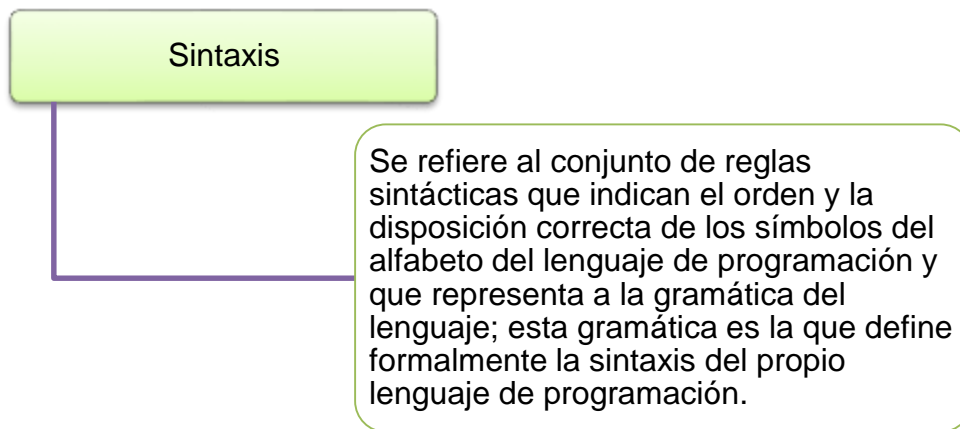 Sintaxis
Se refiere al conjunto de reglas
sintácticas que indican el orden y la
disposición correcta de los símbolos del
alfabeto del lenguaje de programación y
que representa a la gramática del
lenguaje; esta gramática es la que define
formalmente la sintaxis del propio
lenguaje de programación.